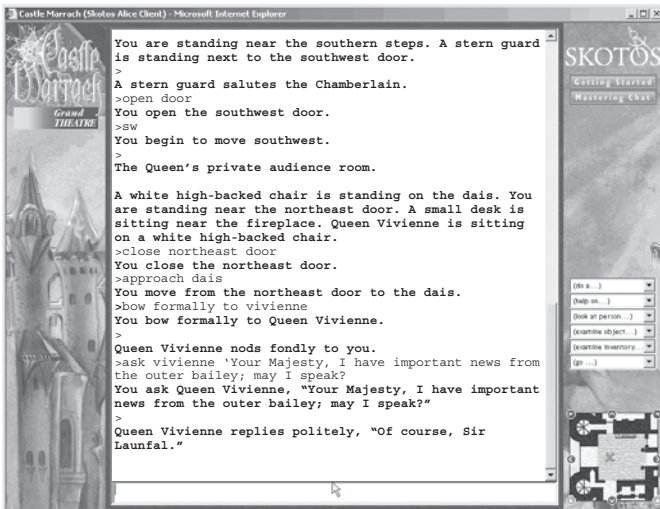 Castle Marrach (Skotos Alice Client) - Microsoft Internet Explorer
Castle
Marrach
Grand
THEATRE
You are standing near the southern steps. A stern guard
is standing next to the southwest door.
>
A stern guard salutes the Chamberlain.
>open door
You open the southwest door.
>sw
You begin to move southwest.
>
The Queen's private audience room.
A white high-backed chair is standing on the dais. You
are standing near the northeast door. A small desk is
sitting near the fireplace. Queen Vivienne is sitting
on a white high-backed chair.
>close northeast door
You close the northeast door.
>approach dais
You move from the northeast door to the dais.
>bow formally to vivienne
You bow formally to Queen Vivienne.
>
Queen Vivienne nods fondly to you.
>ask vivienne ‘Your Majesty, I have important news from
the outer bailey; may I speak?
You ask Queen Vivienne, “Your Majesty, I have important
news from the outer bailey; may I speak?”
>
Queen Vivienne replies politely, “Of course, Sir
Launfal.”
SKOTOS
Getting Started
Mastering Chat
(do a...)
(help on...)
(look at person...)
(examine object...)
(examine inventory...
(go ...)